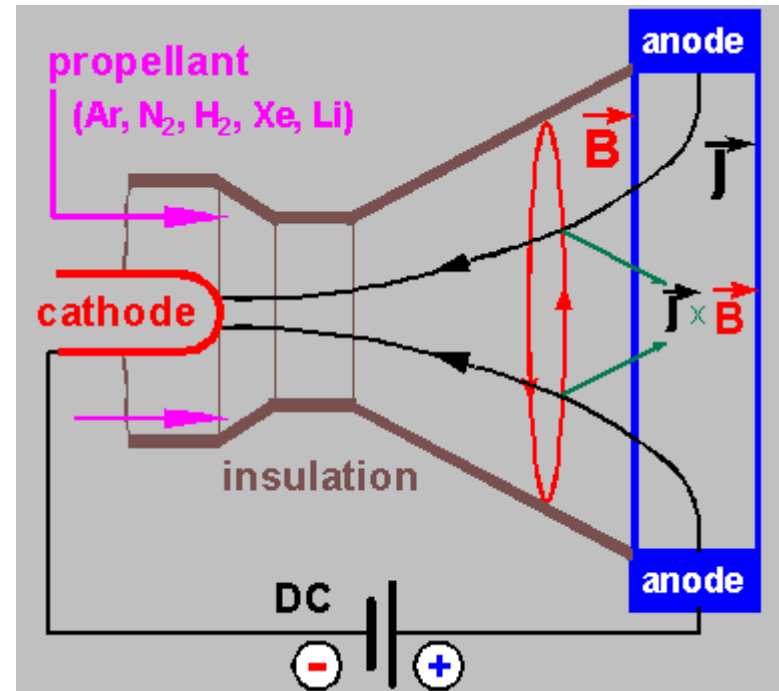 anode
propellant
(Ar, N₂, H₂, Xe, Li)
B
J
cathode
J x B
insulation
anode
DC
- +